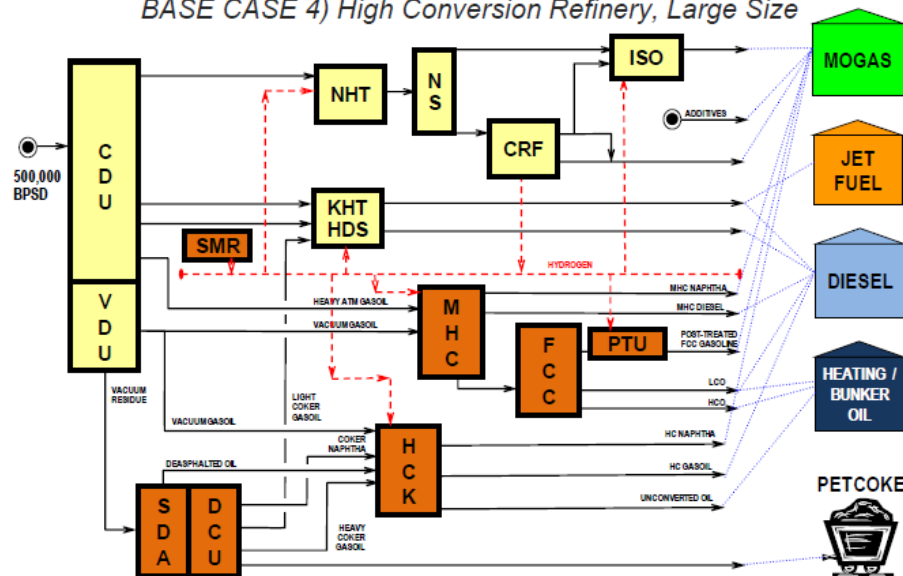 BASE CASE 4) High Conversion Refinery, Large Size
500,000
BPSD
C
D
U
V
D
U
NHT
N
S
ISO
CRF
ADDITIVES
MOGAS
JET
FUEL
KHT
HDS
SMR
HYDROGEN
HEAVY ATM GASOIL
VACUUM GASOIL
M
H
C
MHC NAPHTHA
MHC DIESEL
DIESEL
F
C
C
PTU
POST-TREATED
FCC GASOLINE
LCO
HCO
HEATING /
BUNKER
OIL
VACUUM
RESIDUE
LIGHT
COKER
GASOIL
VACUUM GASOIL
COKER
NAPHTHA
DEASPHALTED OIL
H
C
K
HC NAPHTHA
HC GASOIL
UNCONVERTED OIL
S
D
A
D
C
U
HEAVY
COKER
GASOIL
PETCOKE